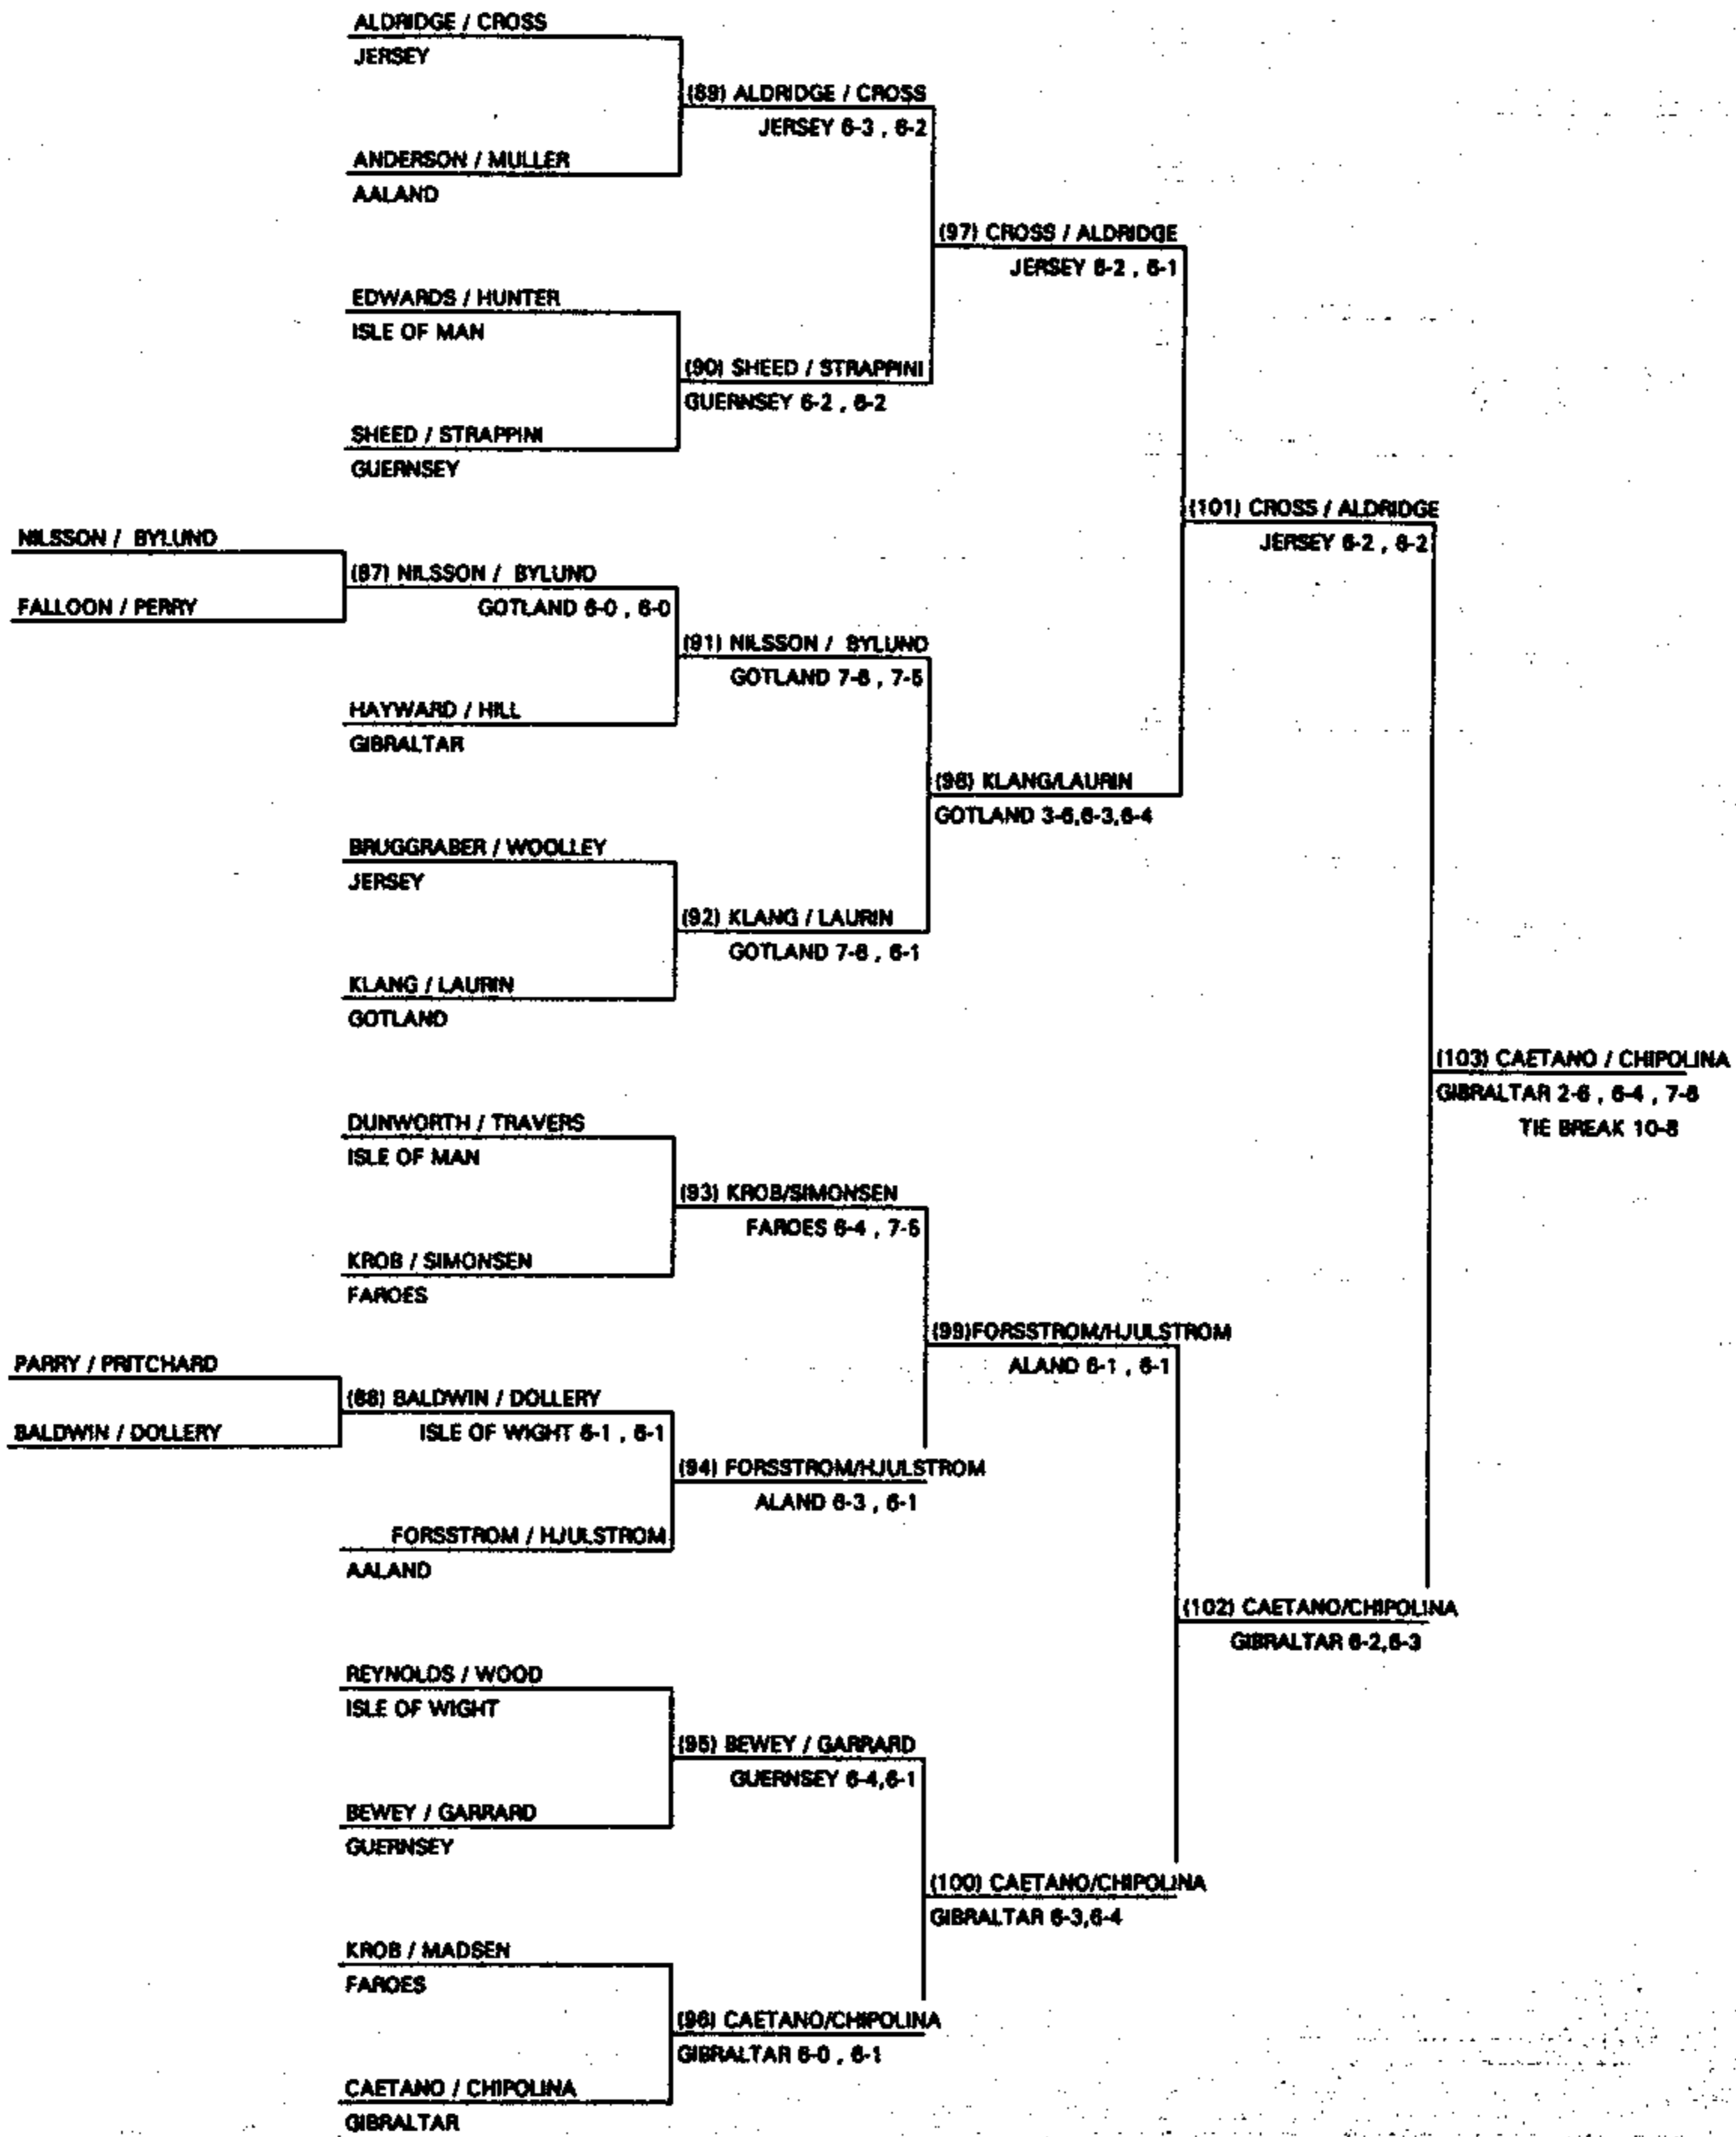 ALDRIDGE / CROSS
JERSEY
(89) ALDRIDGE / CROSS
JERSEY 6-3 , 6-2
ANDERSON / MULLER
AALAND
(97) CROSS / ALDRIDGE
JERSEY 6-2 , 6-1
EDWARDS / HUNTER
ISLE OF MAN
(90) SHEED / STRAPPINI
GUERNSEY 6-2 , 6-2
SHEED / STRAPPINI
GUERNSEY
(101) CROSS / ALDRIDGE
JERSEY 6-2 , 6-2
NILSSON / BYLUND
(87) NILSSON / BYLUND
GOTLAND 6-0 , 6-0
FALLOON / PERRY
(91) NILSSON / BYLUND
GOTLAND 7-6 , 7-5
HAYWARD / HILL
GIBRALTAR
(98) KLANG/LAURIN
GOTLAND 3-6,6-3,6-4
BRUGGRABER / WOOLLEY
JERSEY
(92) KLANG / LAURIN
GOTLAND 7-6 , 6-1
KLANG / LAURIN
GOTLAND
(103) CAETANO / CHIPOLINA
GIBRALTAR 2-6 , 6-4 , 7-6
TIE BREAK 10-8
DUNWORTH / TRAVERS
ISLE OF MAN
(93) KROB/SIMONSEN
FAROES 6-4 , 7-5
KROB / SIMONSEN
FAROES
(99)FORSSTROM/HJULSTROM
ALAND 6-1 , 6-1
PARRY / PRITCHARD
(88) BALDWIN / DOLLERY
ISLE OF WIGHT 6-1 , 6-1
BALDWIN / DOLLERY
(94) FORSSTROM/HJULSTROM
ALAND 6-3 , 6-1
FORSSTROM / HJULSTROM
AALAND
(102) CAETANO/CHIPOLINA
GIBRALTAR 6-2,6-3
REYNOLDS / WOOD
ISLE OF WIGHT
(95) BEWEY / GARRARD
GUERNSEY 6-4,6-1
BEWEY / GARRARD
GUERNSEY
(100) CAETANO/CHIPOLINA
GIBRALTAR 6-3,6-4
KROB / MADSEN
FAROES
(96) CAETANO/CHIPOLINA
GIBRALTAR 6-0 , 6-1
CAETANO / CHIPOLINA
GIBRALTAR